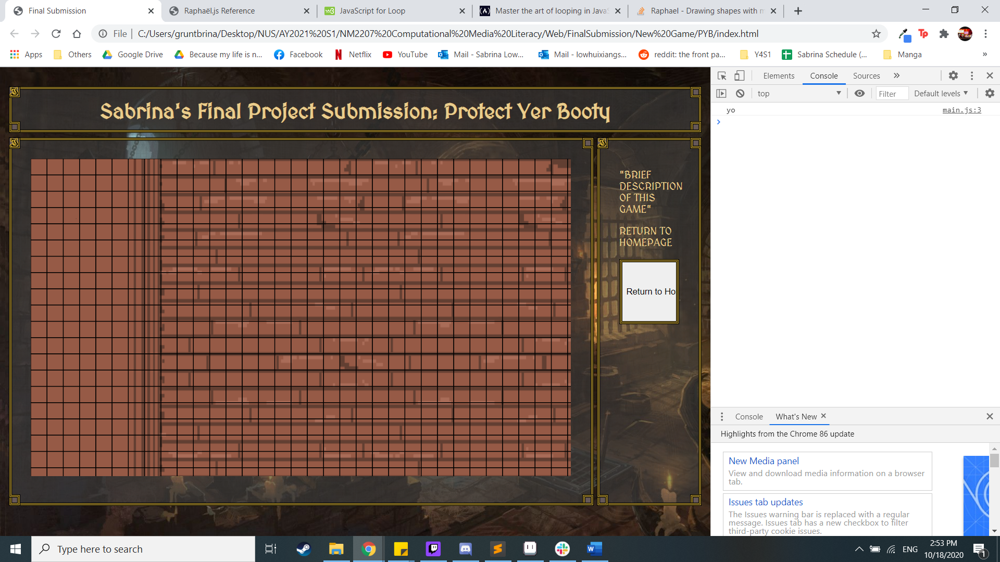 Final Submission
Raphaël.js Reference
JavaScript for Loop
Master the art of looping in JavaS
Raphael - Drawing shapes with m
File
C:/Users/gruntbrina/Desktop/NUS/AY2021%20S1/NM2207%20Computational%20Media%20Literacy/Web/FinalSubmission/New%20Game/PYB/index.html
Apps
Others
Google Drive
Because my life is n...
Facebook
Netflix
YouTube
Mail - Sabrina Low...
Mail - lowhuixiangs...
reddit: the front pa...
Y4S1
Sabrina Schedule (...
Manga
»
Sabrina's Final Project Submission: Protect Yer Booty
"BRIEF
DESCRIPTION
OF THIS
GAME"
RETURN TO
HOMEPAGE
Return to Ho
Elements
Console
Sources
»
top
Filter
Default levels
yo
main.js:3
Console
What's New
Highlights from the Chrome 86 update
New Media panel
View and download media information on a browser
tab.
Issues tab updates
The Issues warning bar is replaced with a regular
message. Issues tab has a new checkbox to filter
third-party cookie issues.
Type here to search
ENG
2:53 PM
10/18/2020
1